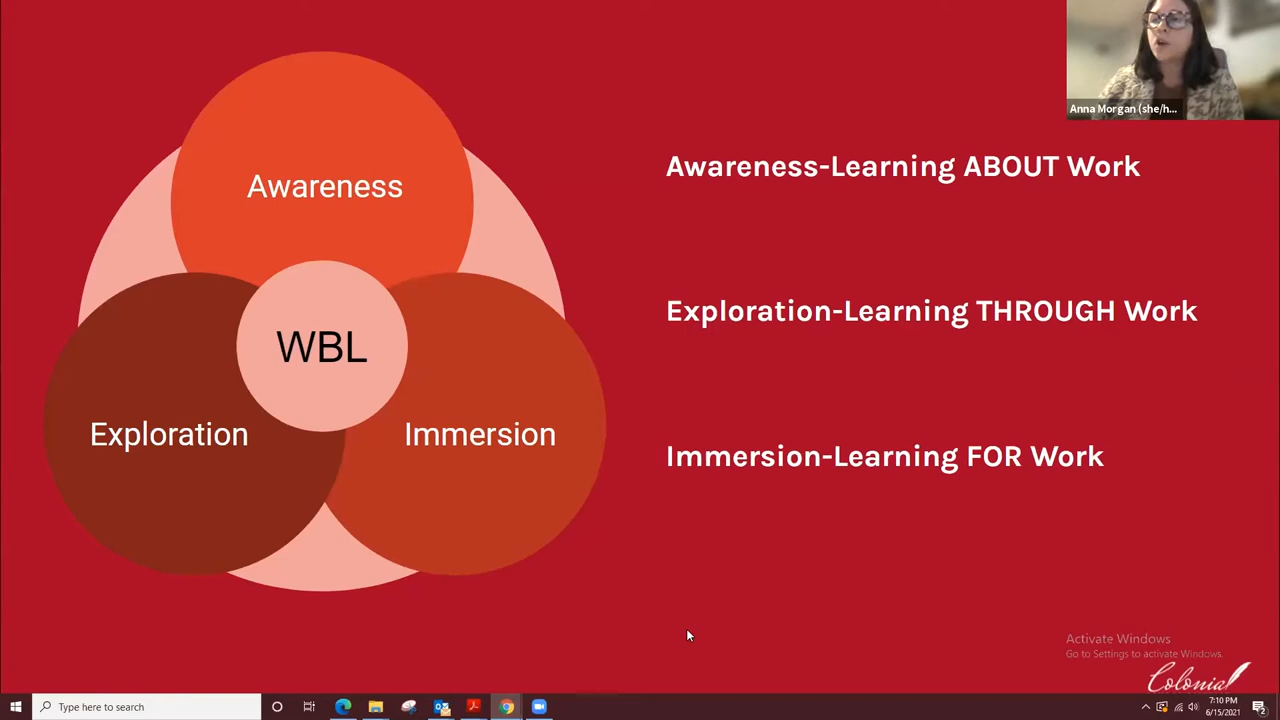 Anna Morgan (she/h...
Awareness
WBL
Exploration
Immersion
Awareness-Learning ABOUT Work
Exploration-Learning THROUGH Work
Immersion-Learning FOR Work
Activate Windows
Go to Settings to activate Windows.
Colonial
Type here to search
7:10 PM
6/15/2021
2